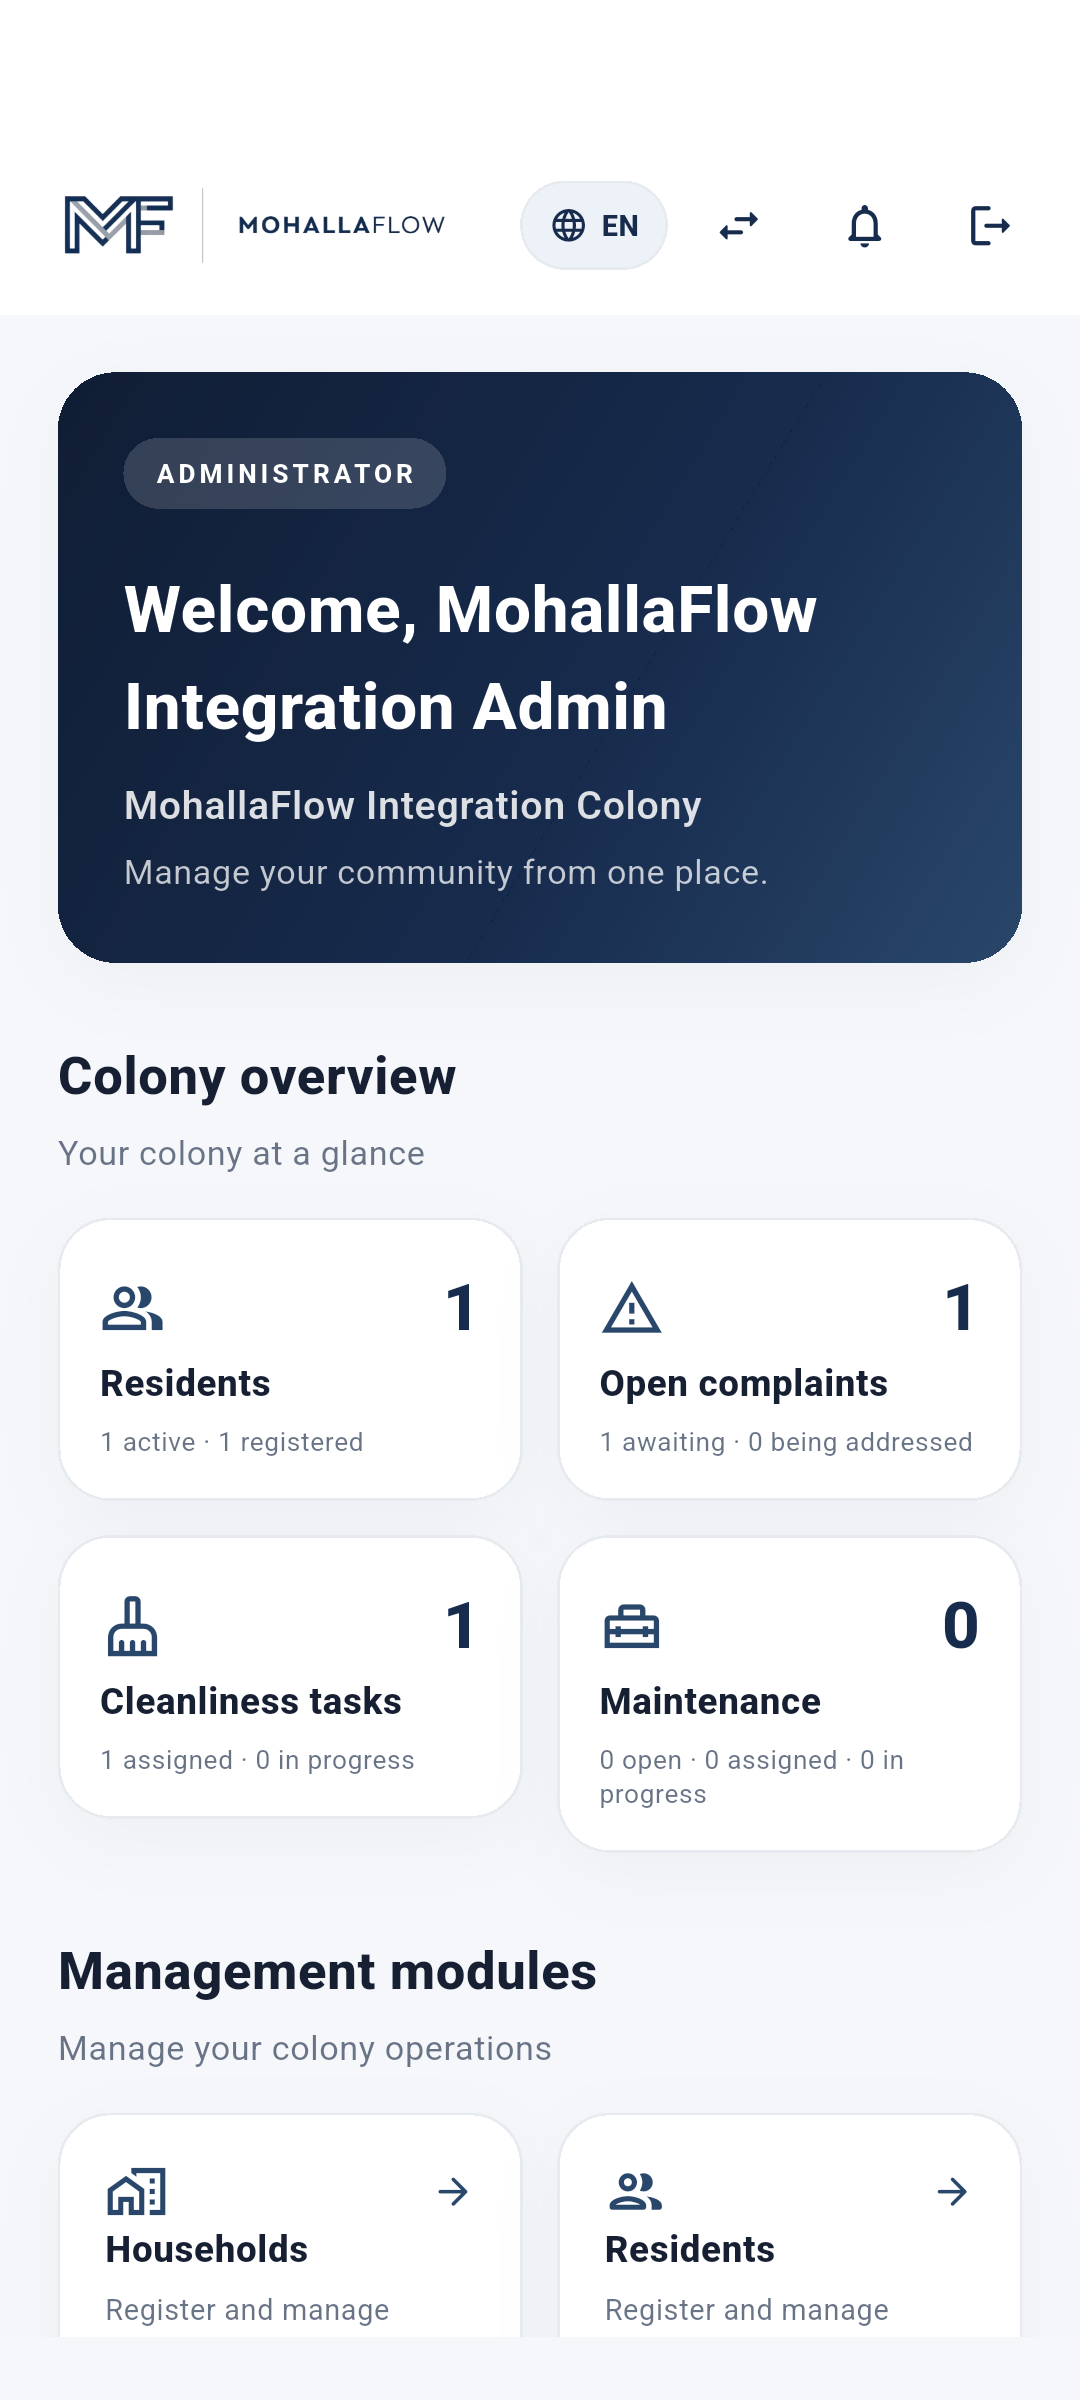 MF
MOHALLAFLOW
EN
ADMINISTRATOR
Welcome, MohallaFlow
Integration Admin
MohallaFlow Integration Colony
Manage your community from one place.
Colony overview
Your colony at a glance
1
Residents
1 active · 1 registered
1
Open complaints
1 awaiting · 0 being addressed
1
Cleanliness tasks
1 assigned · 0 in progress
0
Maintenance
0 open · 0 assigned · 0 in
progress
Management modules
Manage your colony operations
Households
Register and manage
Residents
Register and manage